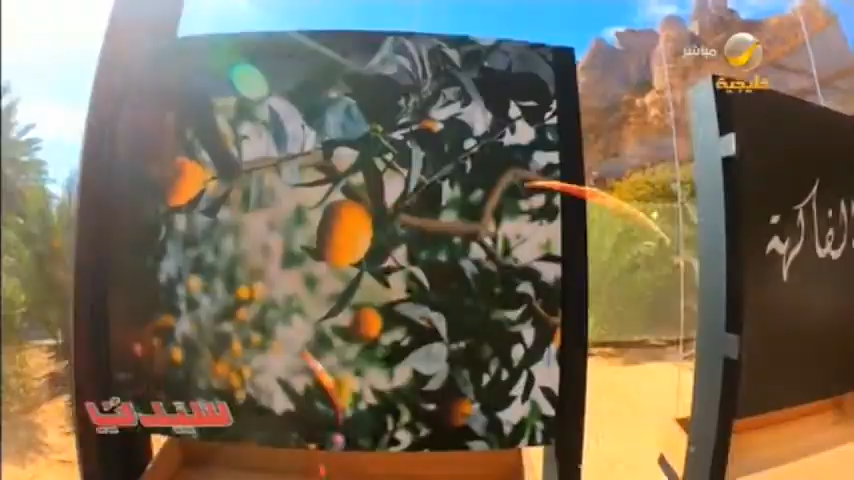 مباشر
خليجية
الفاكهة
سيدتي